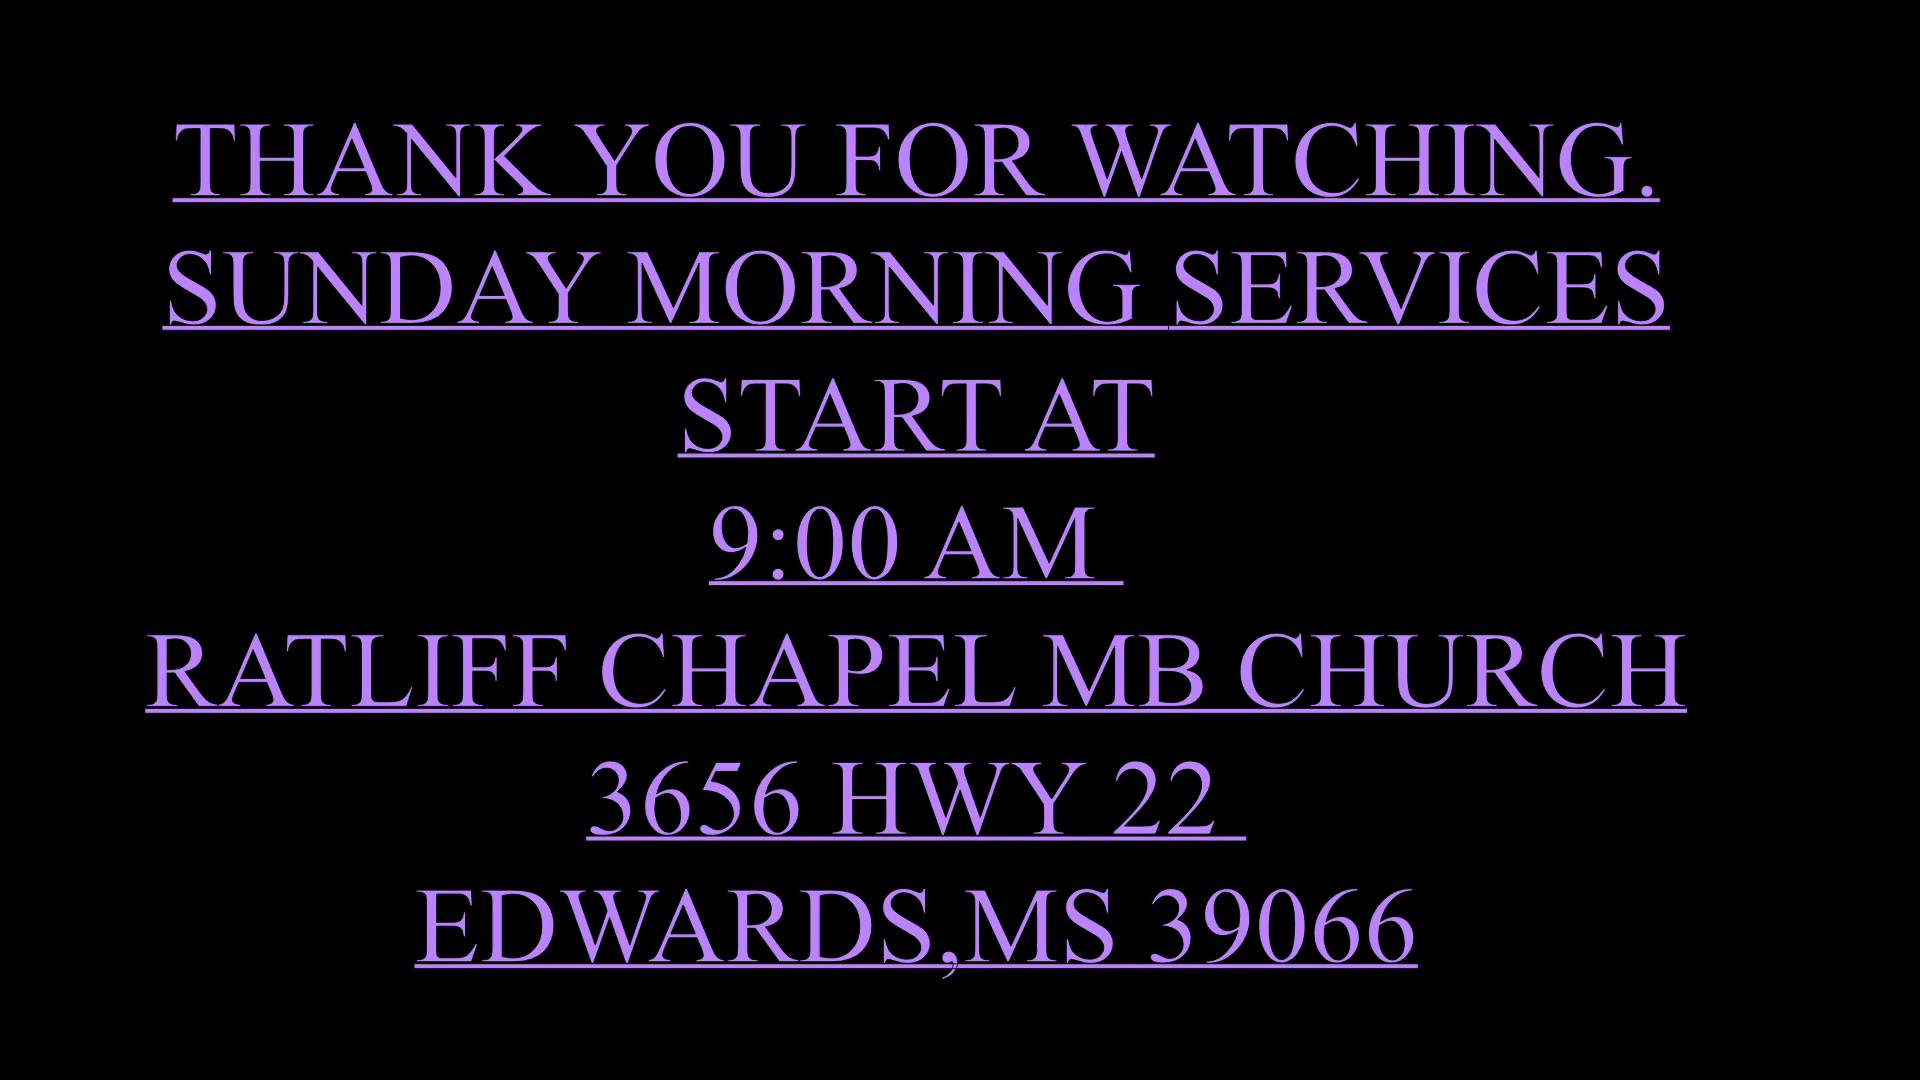 THANK YOU FOR WATCHING.
SUNDAY MORNING SERVICES
START AT
9:00 AM
RATLIFF CHAPEL MB CHURCH
3656 HWY 22
EDWARDS,MS 39066